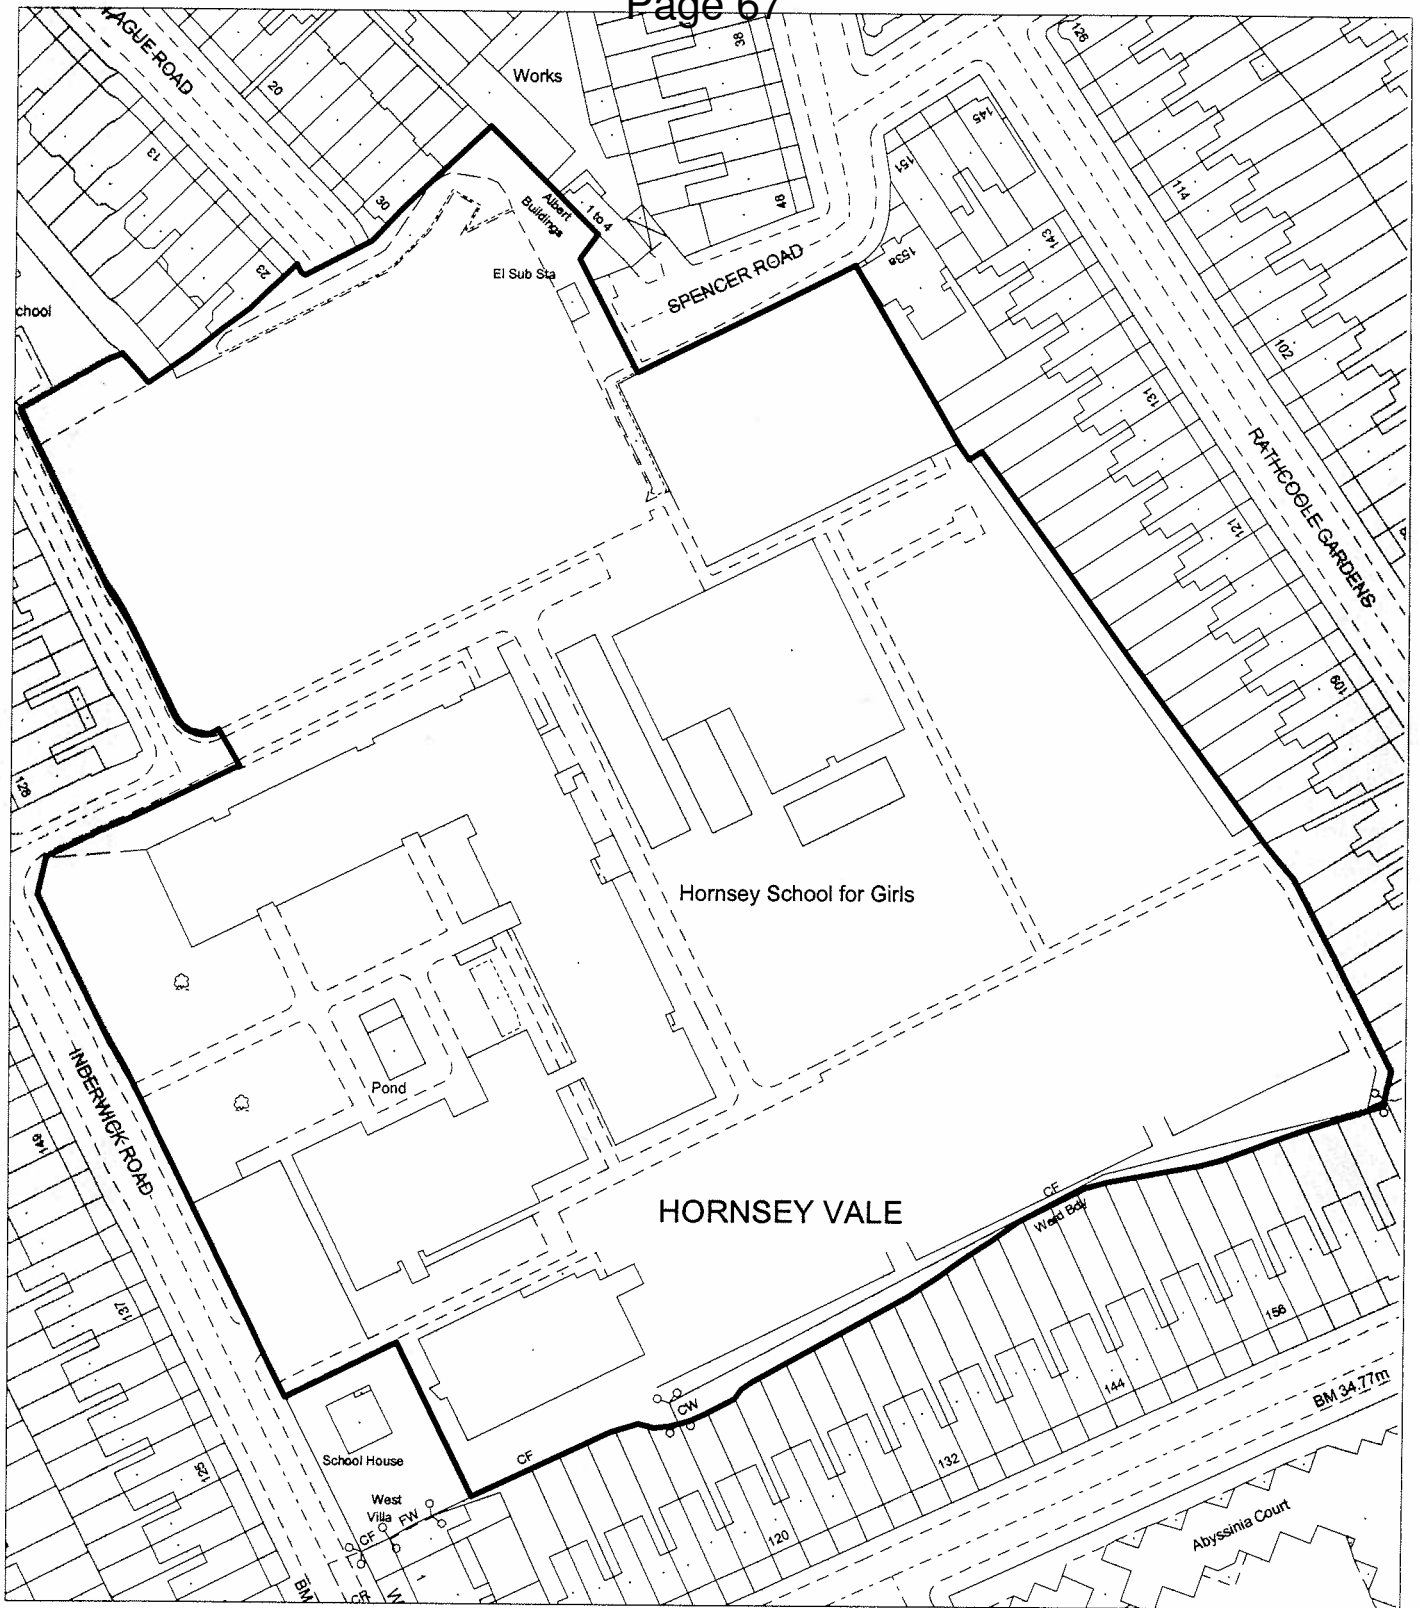 Page 67
AGUE ROAD
20
13
30
23
Works
38
48
Albert
Buildings
1 to 4
El Sub Sta
SPENCER ROAD
126
145
151
153a
143
114
102
131
121
109
RATHCOOLE GARDENS
chool
128
Hornsey School for Girls
Pond
INDERWICK ROAD
149
137
125
HORNSEY VALE
CF
Ward Bdy
CW
CF
School House
West
Villa
FW
CF
BM
CR
120
132
144
156
BM 34.77m
Abyssinia Court